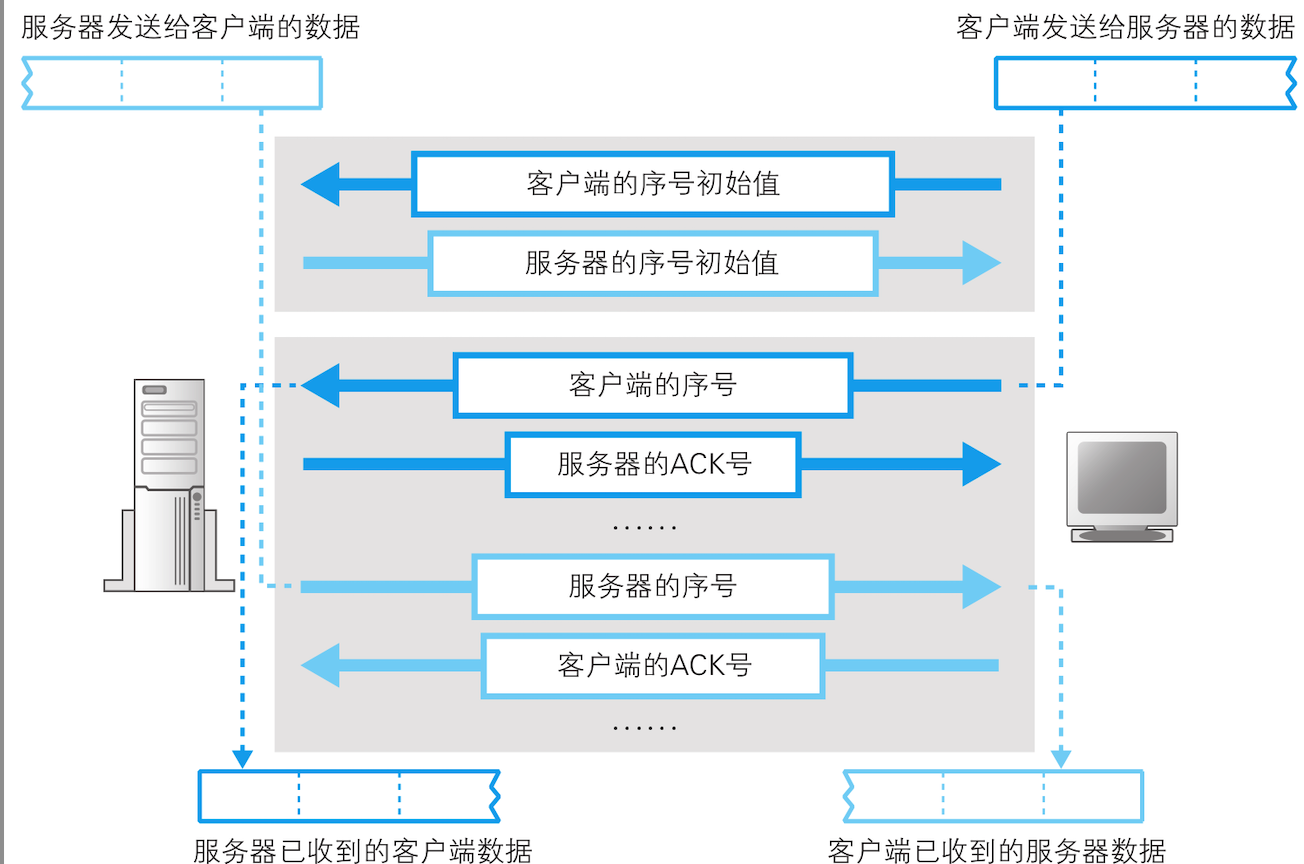 服务器发送给客户端的数据
客户端发送给服务器的数据
客户端的序号初始值
服务器的序号初始值
客户端的序号
服务器的ACK号
……
服务器的序号
客户端的ACK号
……
服务器已收到的客户端数据
客户端已收到的服务器数据